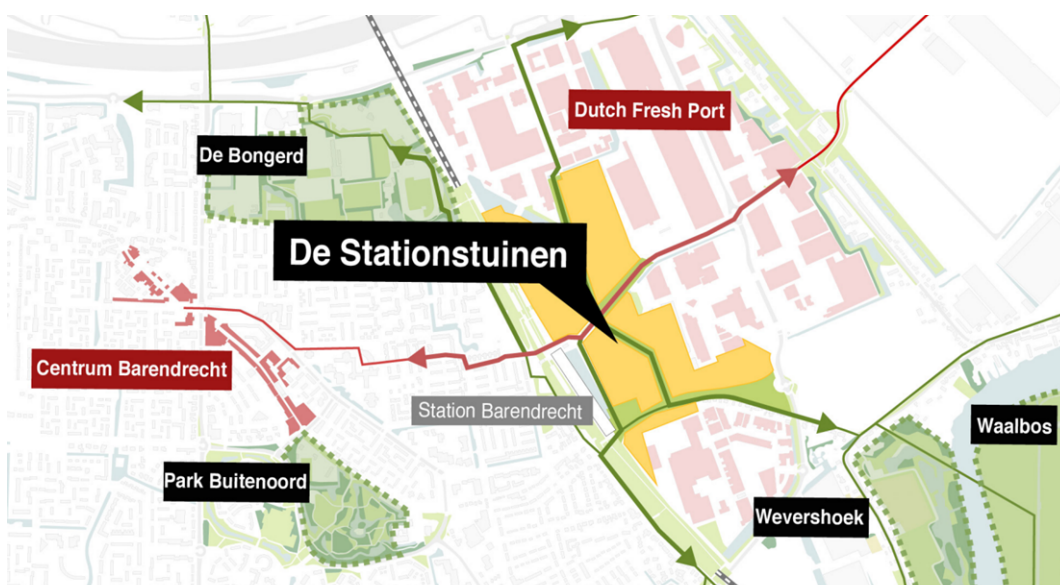 Dutch Fresh Port
De Bongerd
De Stationstuinen
Centrum Barendrecht
Station Barendrecht
Waalbos
Park Buitenoord
Wevershoek